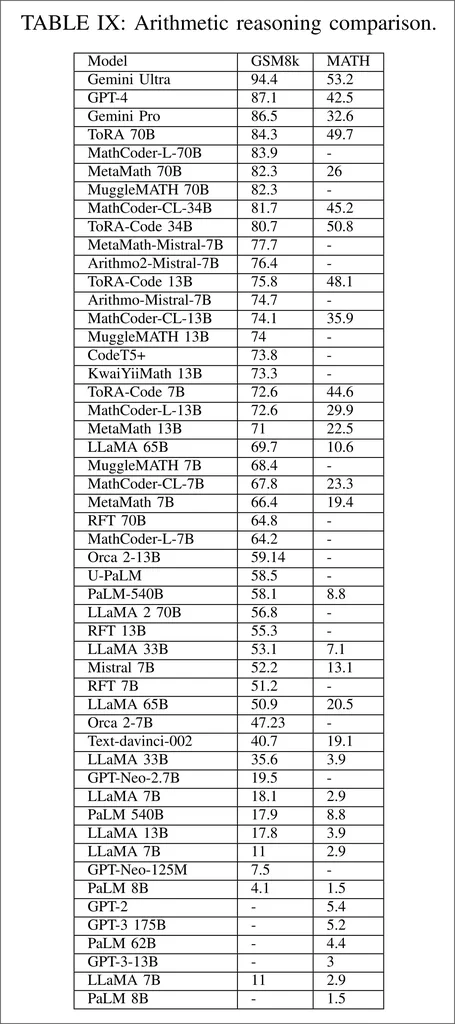 TABLE IX: Arithmetic reasoning comparison.
Model GSM8k MATH
Gemini Ultra 94.4 53.2
GPT-4 87.1 42.5
Gemini Pro 86.5 32.6
ToRA 70B 84.3 49.7
MathCoder-L-70B 83.9 -
MetaMath 70B 82.3 26
MuggleMATH 70B 82.3 -
MathCoder-CL-34B 81.7 45.2
ToRA-Code 34B 80.7 50.8
MetaMath-Mistral-7B 77.7 -
Arithmo2-Mistral-7B 76.4 -
ToRA-Code 13B 75.8 48.1
Arithmo-Mistral-7B 74.7 -
MathCoder-CL-13B 74.1 35.9
MuggleMATH 13B 74 -
CodeT5+ 73.8 -
KwaiYiiMath 13B 73.3 -
ToRA-Code 7B 72.6 44.6
MathCoder-L-13B 72.6 29.9
MetaMath 13B 71 22.5
LLaMA 65B 69.7 10.6
MuggleMATH 7B 68.4 -
MathCoder-CL-7B 67.8 23.3
MetaMath 7B 66.4 19.4
RFT 70B 64.8 -
MathCoder-L-7B 64.2 -
Orca 2-13B 59.14 -
U-PaLM 58.5 -
PaLM-540B 58.1 8.8
LLaMA 2 70B 56.8 -
RFT 13B 55.3 -
LLaMA 33B 53.1 7.1
Mistral 7B 52.2 13.1
RFT 7B 51.2 -
LLaMA 65B 50.9 20.5
Orca 2-7B 47.23 -
Text-davinci-002 40.7 19.1
LLaMA 33B 35.6 3.9
GPT-Neo-2.7B 19.5 -
LLaMA 7B 18.1 2.9
PaLM 540B 17.9 8.8
LLaMA 13B 17.8 3.9
LLaMA 7B 11 2.9
GPT-Neo-125M 7.5 -
PaLM 8B 4.1 1.5
GPT-2 - 5.4
GPT-3 175B - 5.2
PaLM 62B - 4.4
GPT-3-13B - 3
LLaMA 7B 11 2.9
PaLM 8B - 1.5